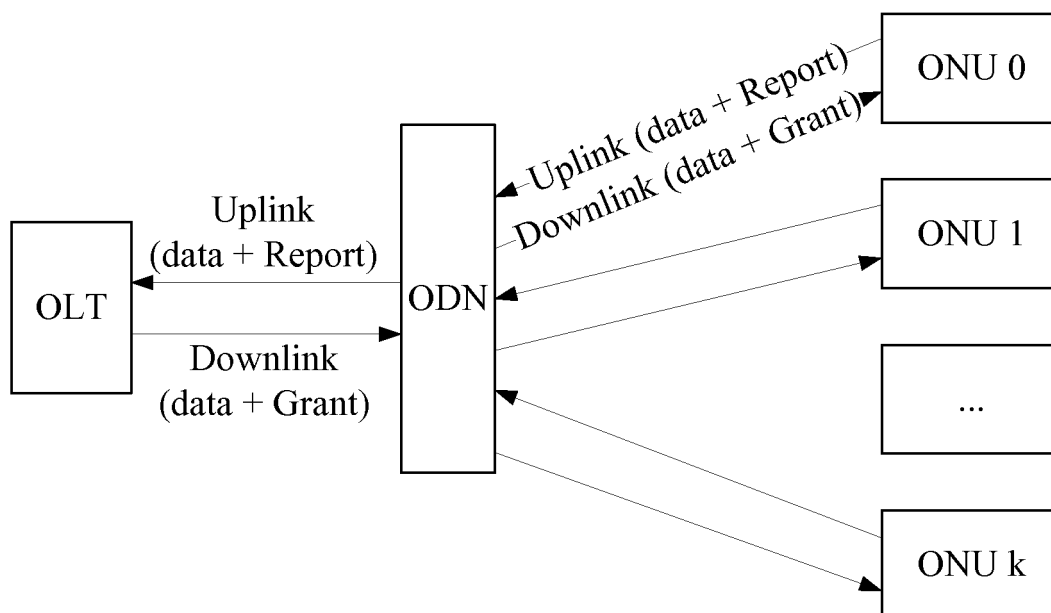 ONU 0
Uplink (data + Report)
Downlink (data + Grant)
Uplink
(data + Report)
ONU 1
OLT
ODN
Downlink
(data + Grant)
...
ONU k